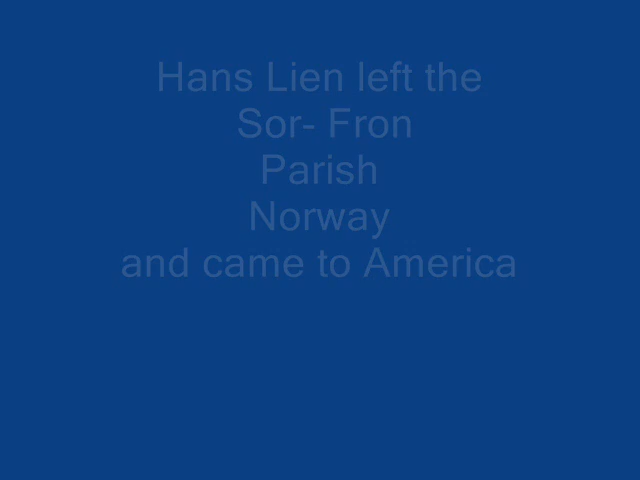 Hans Lien left the
Sor- Fron
Parish
Norway
and came to America